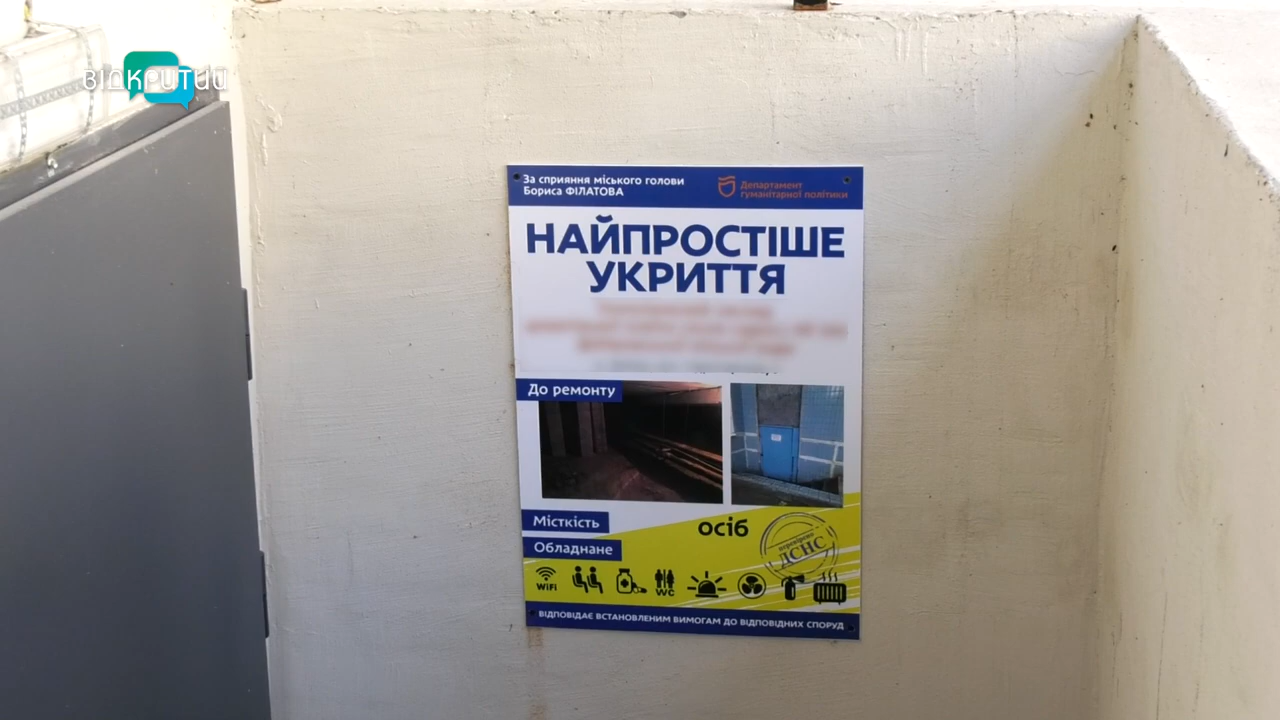 ВІДКРИТИЙ
За сприяння міського голови
Бориса ФІЛАТОВА
Департамент
гуманітарної політики
НАЙПРОСТІШЕ
УКРИТТЯ
До ремонту
Місткість
осіб
Обладнане
перевірено
ДСНС
WiFi
WC
ВІДПОВІДАЄ ВСТАНОВЛЕНИМ ВИМОГАМ ДО ВІДПОВІДНИХ СПОРУД